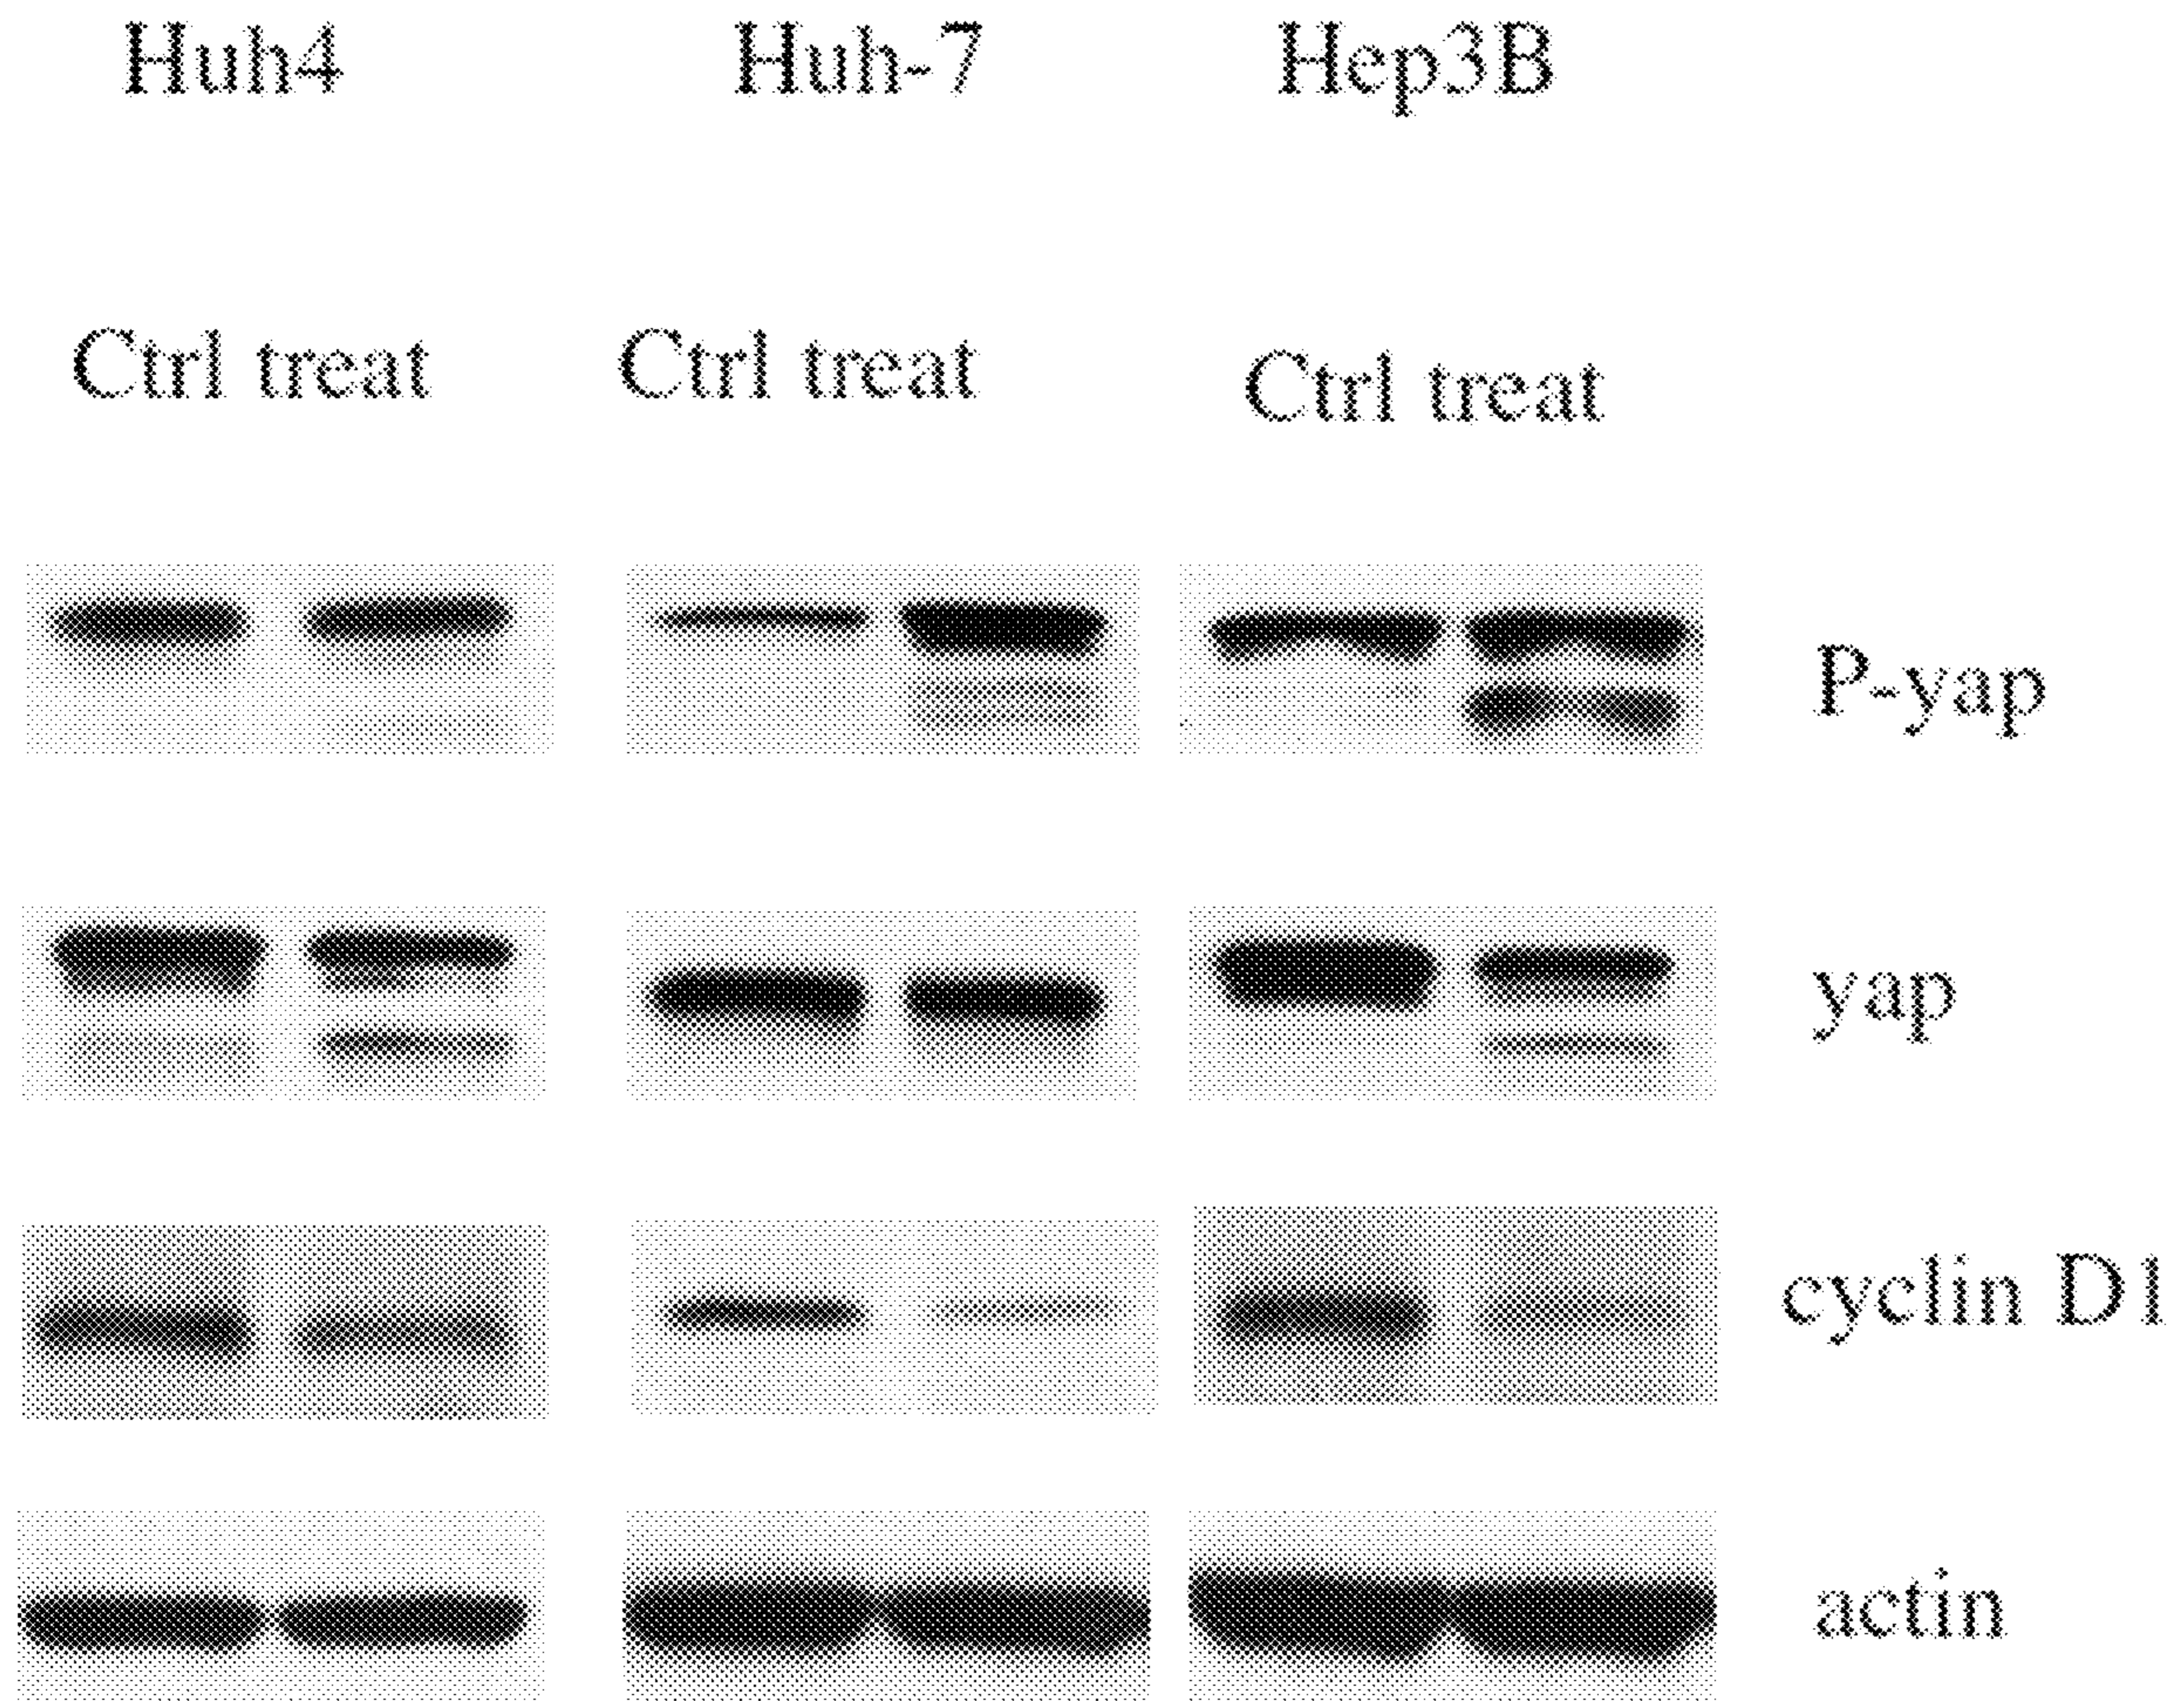 Huh4 Huh-7 Hep3B
Ctrl treat Ctrl treat Ctrl treat
P-yap
yap
cyclin D1
actin